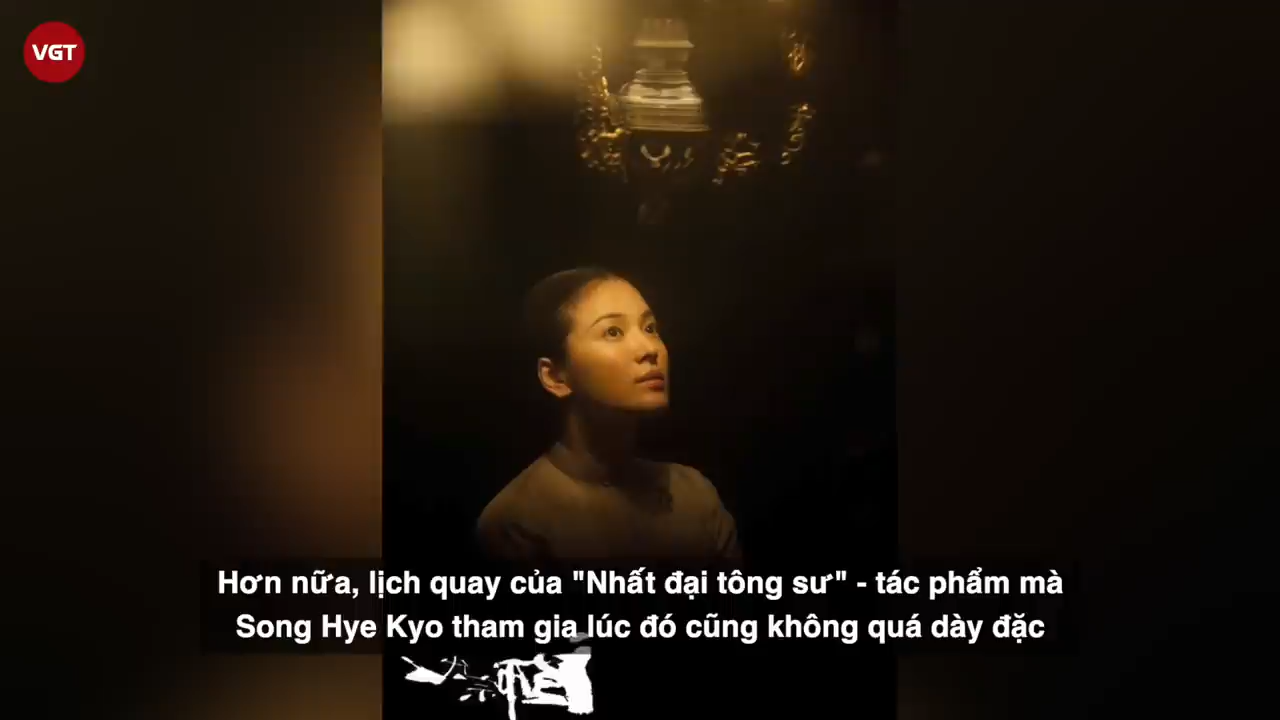 VGT
Hơn nữa, lịch quay của "Nhất đại tông sư" - tác phẩm mà
Song Hye Kyo tham gia lúc đó cũng không quá dày đặc